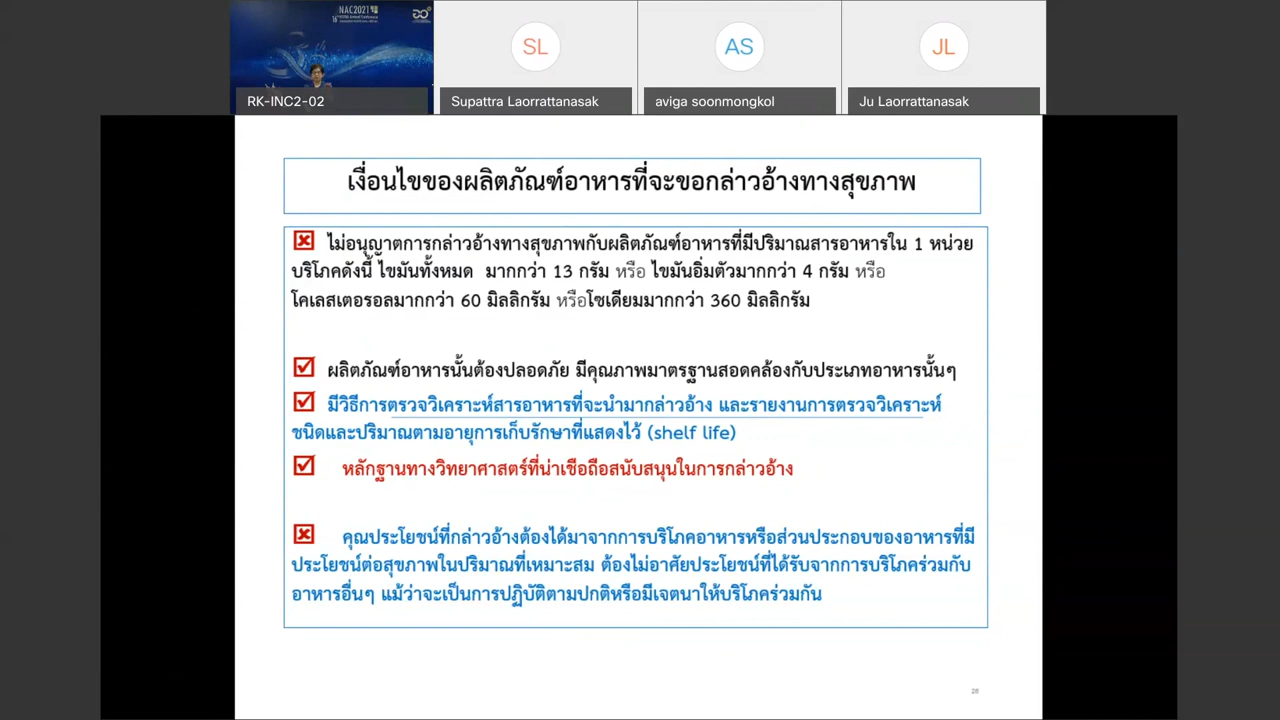 NAC2021
RK-INC2-02
SL
Supattra Laorrattanasak
AS
aviga soonmongkol
JL
Ju Laorrattanasak
เงื่อนไขของผลิตภัณฑ์อาหารที่จะขอกล่าวอ้างทางสุขภาพ
ไม่อนุญาตการกล่าวอ้างทางสุขภาพกับผลิตภัณฑ์อาหารที่มีปริมาณสารอาหารใน 1 หน่วย
บริโภคดังนี้ ไขมันทั้งหมด มากกว่า 13 กรัม หรือ ไขมันอิ่มตัวมากกว่า 4 กรัม หรือ
โคเลสเตอรอลมากกว่า 60 มิลลิกรัม หรือโซเดียมมากกว่า 360 มิลลิกรัม
ผลิตภัณฑ์อาหารนั้นต้องปลอดภัย มีคุณภาพมาตรฐานสอดคล้องกับประเภทอาหารนั้นๆ
มีวิธีการตรวจวิเคราะห์สารอาหารที่จะนำมากล่าวอ้าง และรายงานการตรวจวิเคราะห์
ชนิดและปริมาณตามอายุการเก็บรักษาที่แสดงไว้ (shelf life)
หลักฐานทางวิทยาศาสตร์ที่น่าเชือถือสนับสนุนในการกล่าวอ้าง
คุณประโยชน์ที่กล่าวอ้างต้องได้มาจากการบริโภคอาหารหรือส่วนประกอบของอาหารที่มี
ประโยชน์ต่อสุขภาพในปริมาณที่เหมาะสม ต้องไม่อาศัยประโยชน์ที่ได้รับจากการบริโภคร่วมกับ
อาหารอื่นๆ แม้ว่าจะเป็นการปฏิบัติตามปกติหรือมีเจตนาให้บริโภคร่วมกัน
26